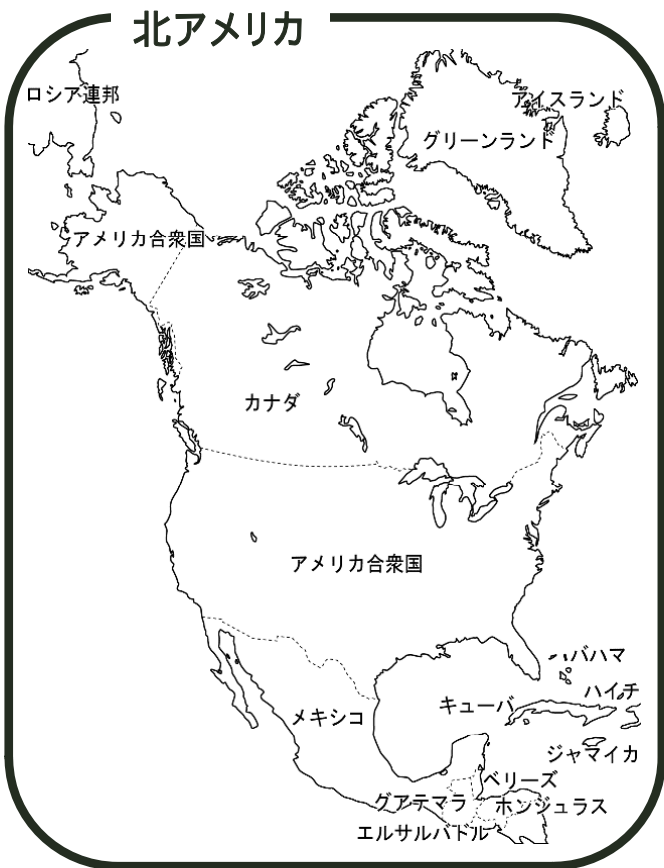 北アメリカ
ロシア連邦
アイスランド
グリーンランド
アメリカ合衆国
カナダ
アメリカ合衆国
バハマ
ハイチ
キューバ
メキシコ
ジャマイカ
ベリーズ
グアテマラ
ホンジュラス
エルサルバドル